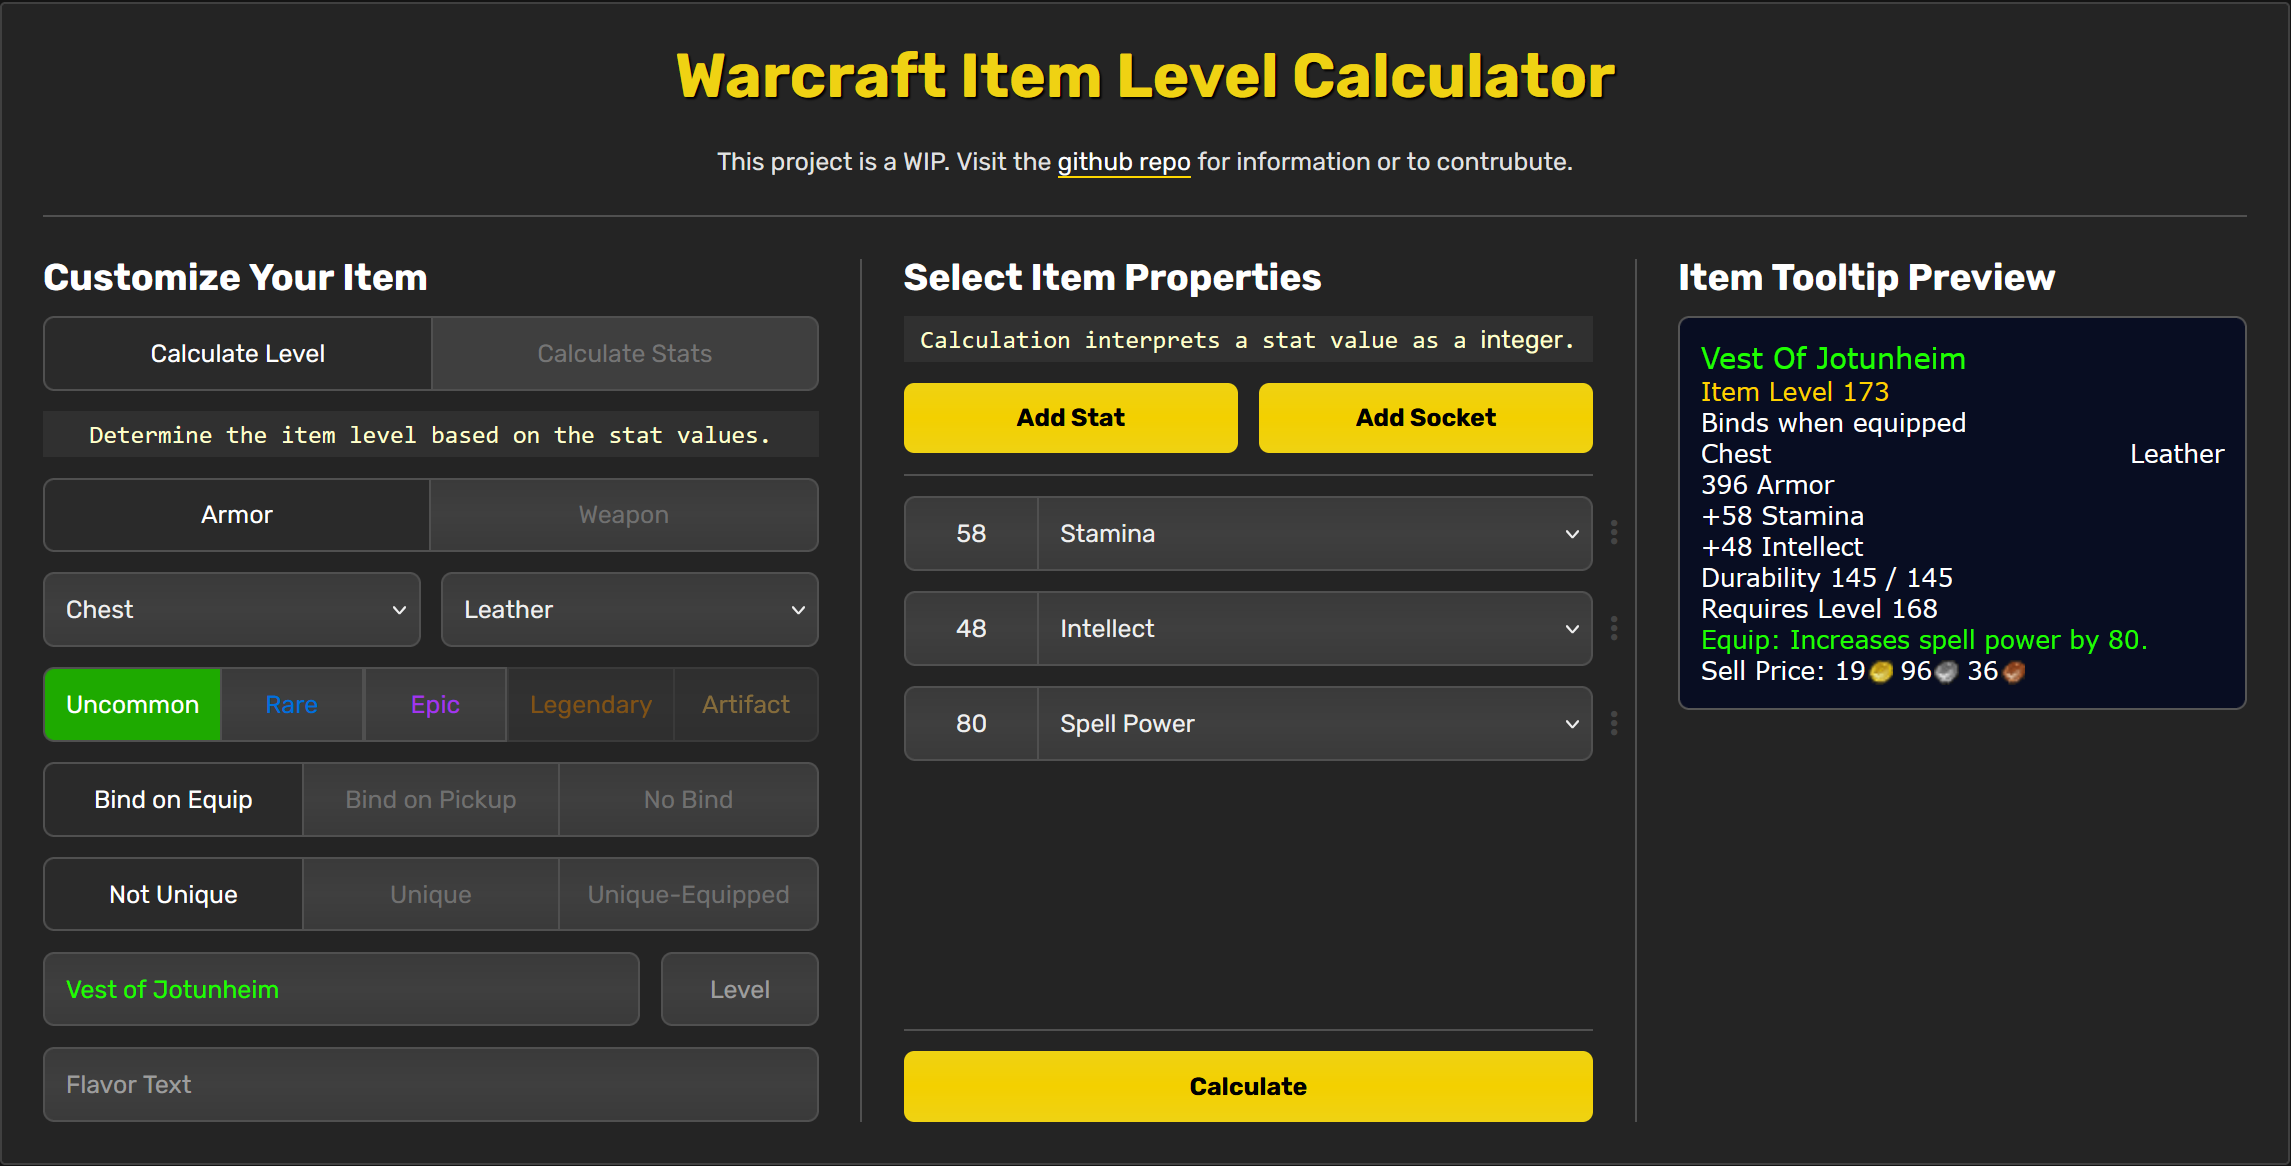 Warcraft Item Level Calculator
This project is a WIP. Visit the github repo for information or to contrubute.
Customize Your Item
Calculate Level
Calculate Stats
Determine the item level based on the stat values.
Armor
Weapon
Chest
Leather
Uncommon
Rare
Epic
Legendary
Artifact
Bind on Equip
Bind on Pickup
No Bind
Not Unique
Unique
Unique-Equipped
Vest of Jotunheim
Level
Flavor Text
Select Item Properties
Calculation interprets a stat value as a integer.
Add Stat
Add Socket
58 Stamina
48 Intellect
80 Spell Power
Calculate
Item Tooltip Preview
Vest Of Jotunheim
Item Level 173
Binds when equipped
Chest Leather
396 Armor
+58 Stamina
+48 Intellect
Durability 145 / 145
Requires Level 168
Equip: Increases spell power by 80.
Sell Price: 19 96 36